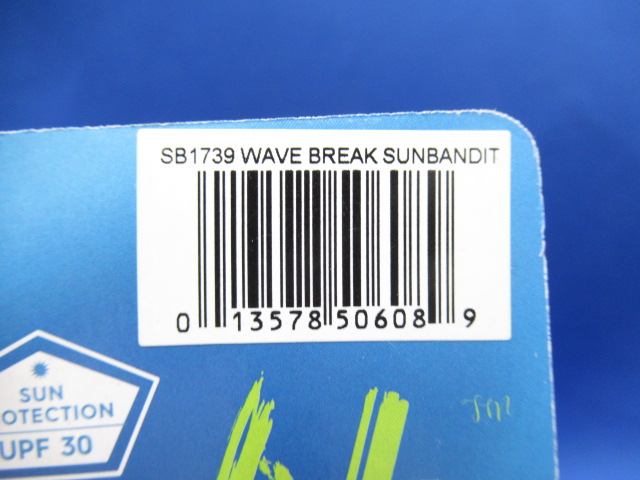 SB1739 WAVE BREAK SUNBANDIT
0 13578 50608 9
SUN
OTECTION
UPF 30